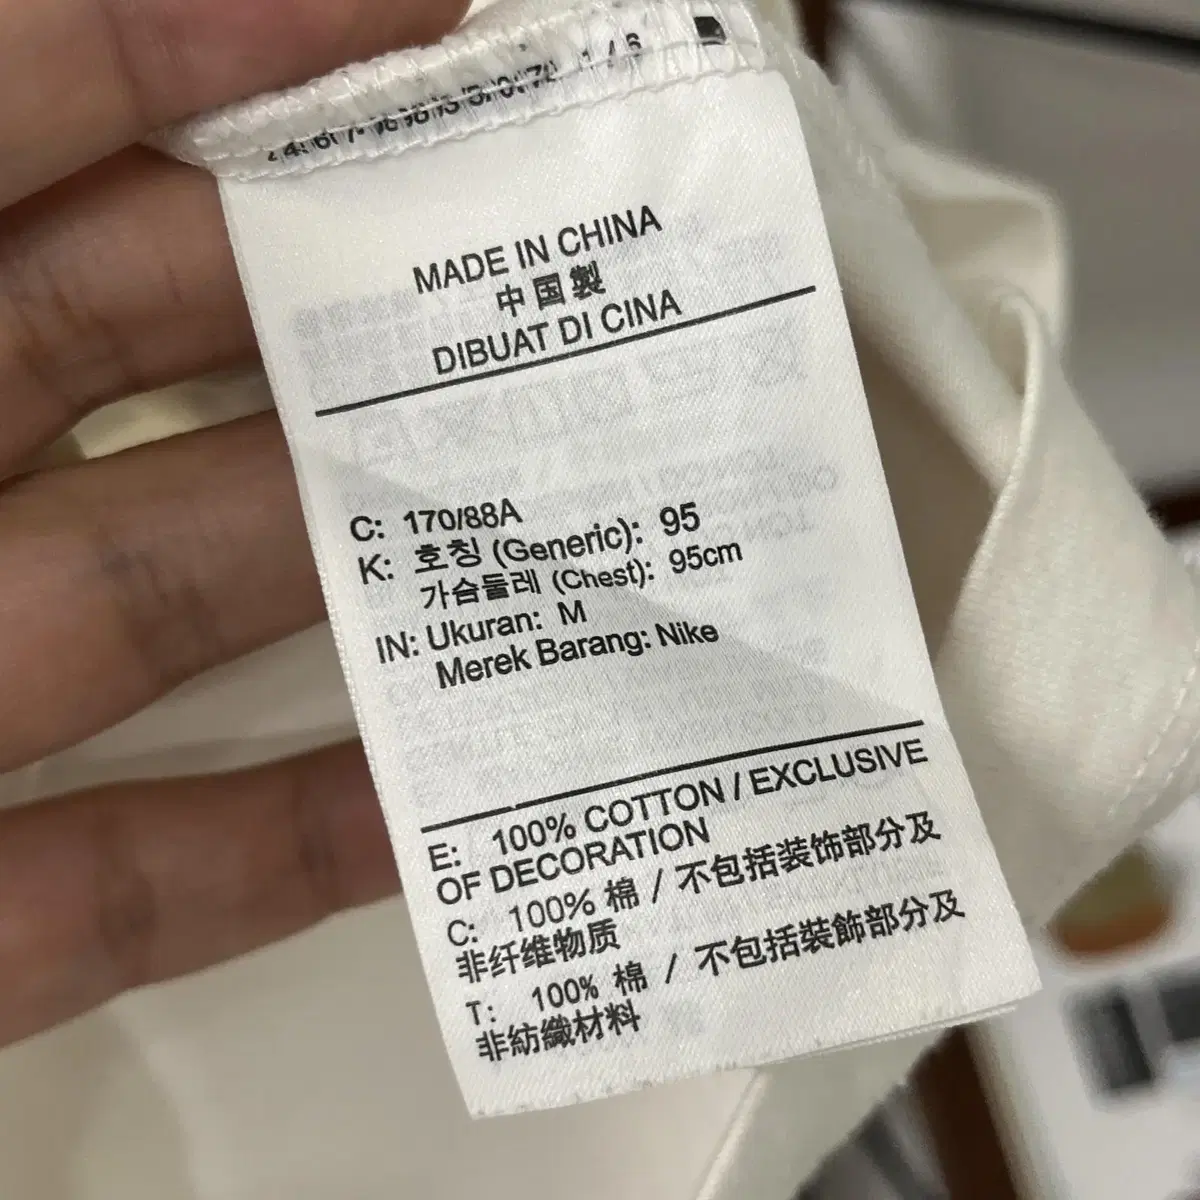 MADE IN CHINA
中国製
DIBUAT DI CINA
C: 170/88A
K: 호칭 (Generic): 95
가슴둘레 (Chest): 95cm
IN: Ukuran: M
Merek Barang: Nike
E: 100% COTTON / EXCLUSIVE
OF DECORATION
C: 100% 棉 / 不包括装饰部分及
非纤维物质
T: 100% 棉 / 不包括裝飾部分及
非紡織材料